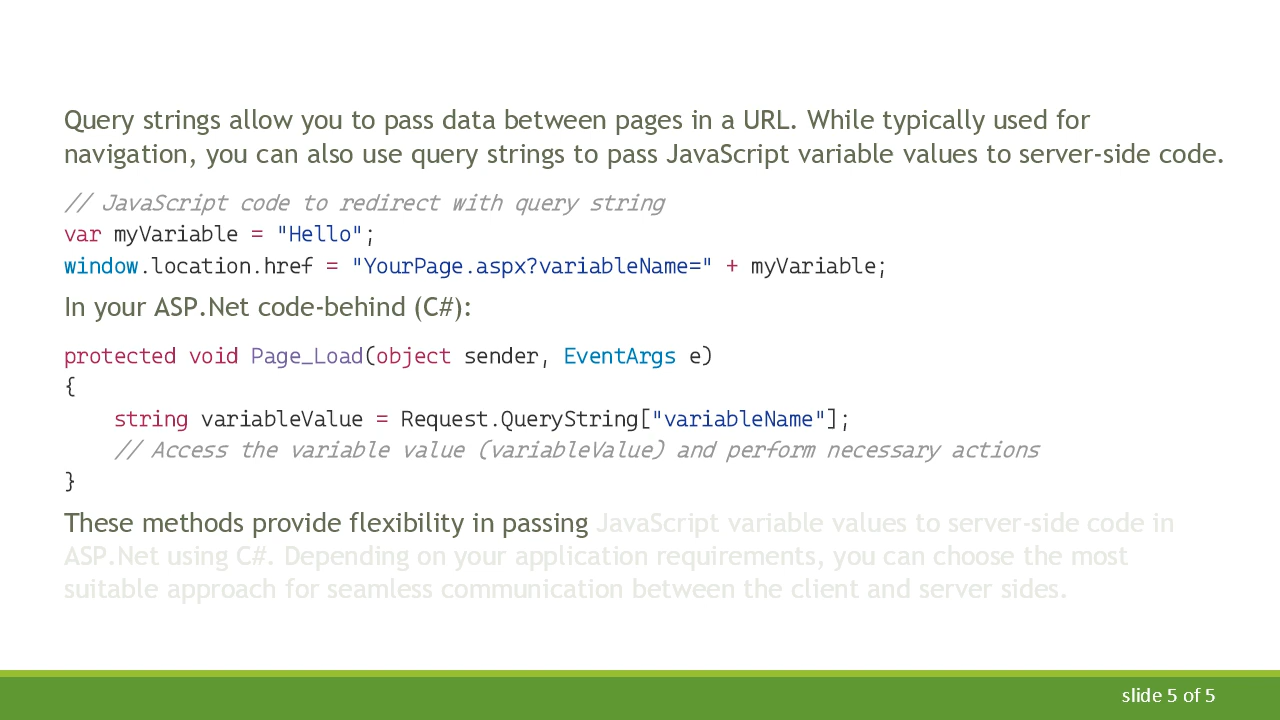 Query strings allow you to pass data between pages in a URL. While typically used for
navigation, you can also use query strings to pass JavaScript variable values to server-side code.
// JavaScript code to redirect with query string
var myVariable = "Hello";
window.location.href = "YourPage.aspx?variableName=" + myVariable;
In your ASP.Net code-behind (C#):
protected void Page_Load(object sender, EventArgs e)
{
    string variableValue = Request.QueryString["variableName"];
    // Access the variable value (variableValue) and perform necessary actions
}
These methods provide flexibility in passing JavaScript variable values to server-side code in
ASP.Net using C#. Depending on your application requirements, you can choose the most
suitable approach for seamless communication between the client and server sides.
slide 5 of 5